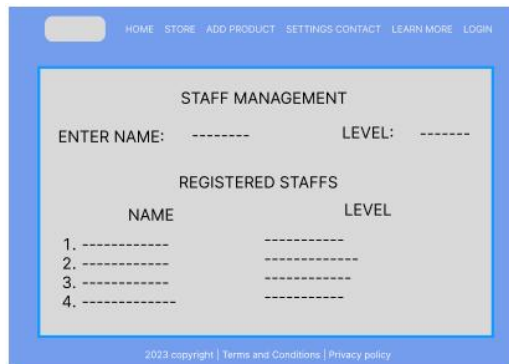 HOME STORE ADD PRODUCT SETTINGS CONTACT LEARN MORE LOGIN
STAFF MANAGEMENT
ENTER NAME: -------- LEVEL: -------
REGISTERED STAFFS
NAME LEVEL
1. ------------ -----------
2. ------------ -------------
3. ------------ ------------
4. ------------- -----------
2023 copyright | Terms and Conditions | Privacy policy